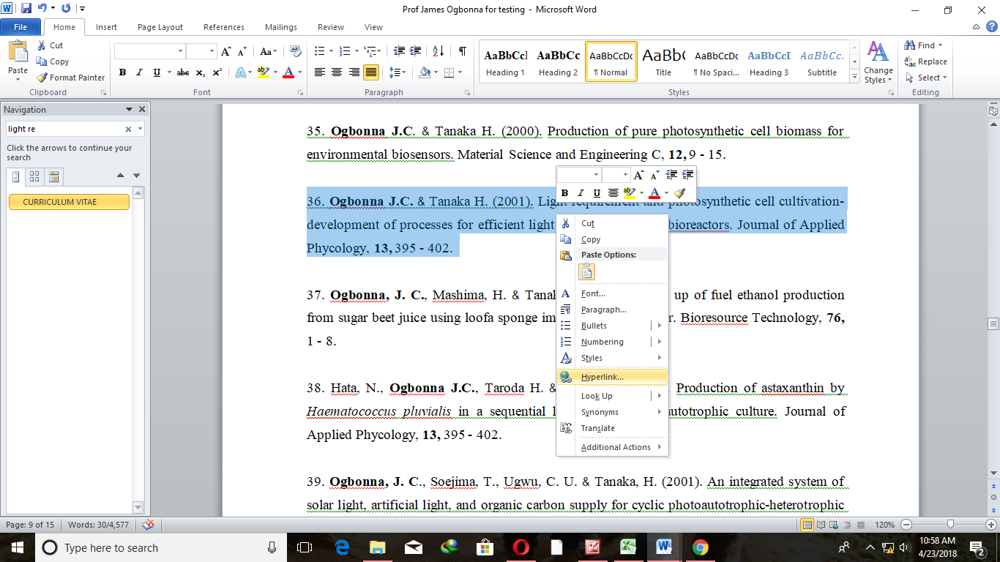 Prof James Ogbonna for testing - Microsoft Word
File Home Insert Page Layout References Mailings Review View
Paste
Cut
Copy
Format Painter
Clipboard
Font
Paragraph
AaBbCcI AaBbCc AaBbCcDc AaBb( AaBbCcDc AaBbCcI AaBbCc
Heading 1 Heading 2 ¶ Normal Title ¶ No Spaci... Heading 3 Subtitle
Styles
Change Styles
Find
Replace
Select
Editing
Navigation
light re
Click the arrows to continue your
search
CURRICULUM VITAE
35. Ogbonna J.C. & Tanaka H. (2000). Production of pure photosynthetic cell biomass for
environmental biosensors. Material Science and Engineering C, 12, 9 - 15.
36. Ogbonna J.C. & Tanaka H. (2001). Light requirement and photosynthetic cell cultivation-
development of processes for efficient light bioreactors. Journal of Applied
Phycology, 13, 395 - 402.
37. Ogbonna, J. C., Mashima, H. & Tanak up of fuel ethanol production
from sugar beet juice using loofa sponge im r. Bioresource Technology, 76,
1 - 8.
38. Hata, N., Ogbonna J.C., Taroda H. & Production of astaxanthin by
Haematococcus pluvialis in a sequential h autotrophic culture. Journal of
Applied Phycology, 13, 395 - 402.
39. Ogbonna, J. C., Soejima, T., Ugwu, C. U. & Tanaka, H. (2001). An integrated system of
solar light, artificial light, and organic carbon supply for cyclic photoautotrophic-heterotrophic
Cut
Copy
Paste Options:
Font...
Paragraph...
Bullets
Numbering
Styles
Hyperlink...
Look Up
Synonyms
Translate
Additional Actions
Page: 9 of 15 Words: 30/4,577 120%
Type here to search
10:58 AM
4/23/2018
2